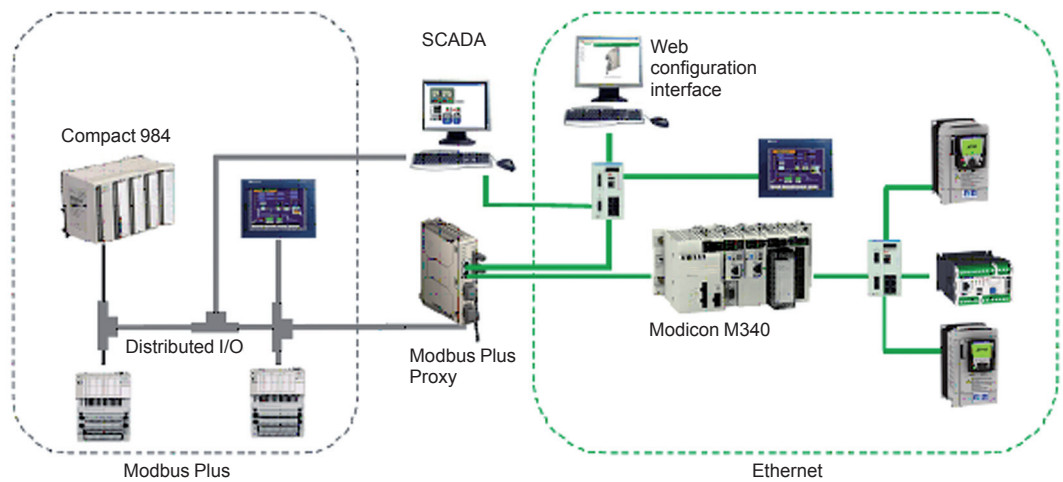 SCADA
Web
configuration
interface
Compact 984
Distributed I/O
Modbus Plus
Proxy
Modicon M340
Modbus Plus
Ethernet